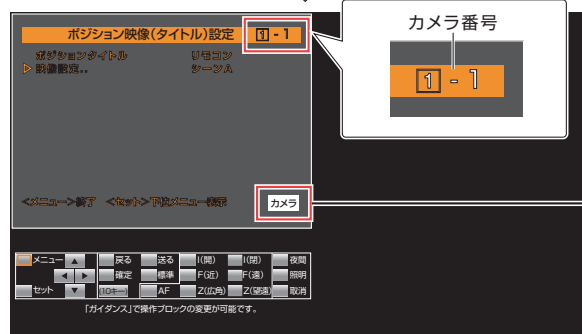 ポジション映像(タイトル)設定 1 - 1
ポジションタイトル リモコン
▷ 映像設定.. シーンA
<メニュー>終了 <セット>下位メニュー表示 カメラ
カメラ番号
1 - 1
メニュー ▲ 戻る 送る I(開) I(閉) 夜間
◀ ▶ 確定 標準 F(近) F(遠) 照明
セット ▼ (10キー) AF Z(広角) Z(望遠) 取消
「ガイダンス」で操作ブロックの変更が可能です。